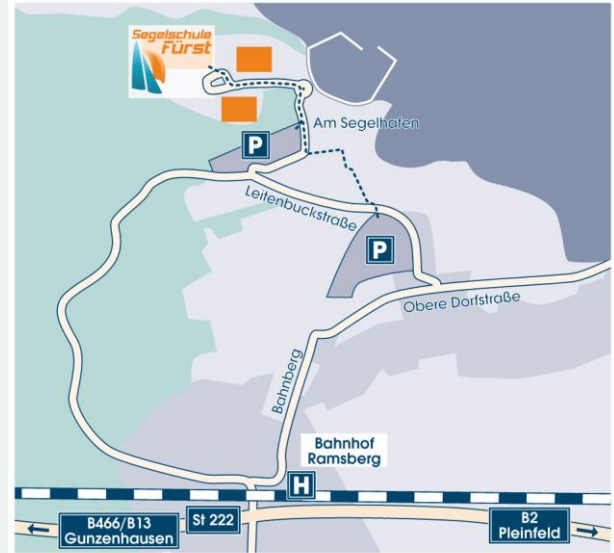 Segelschule
Fürst
Am Segelhafen
P
Leitenbuckstraße
P
Obere Dorfstraße
Bahnberg
Bahnhof
Ramsberg
H
B466/B13
Gunzenhausen
St 222
B2
Pleinfeld